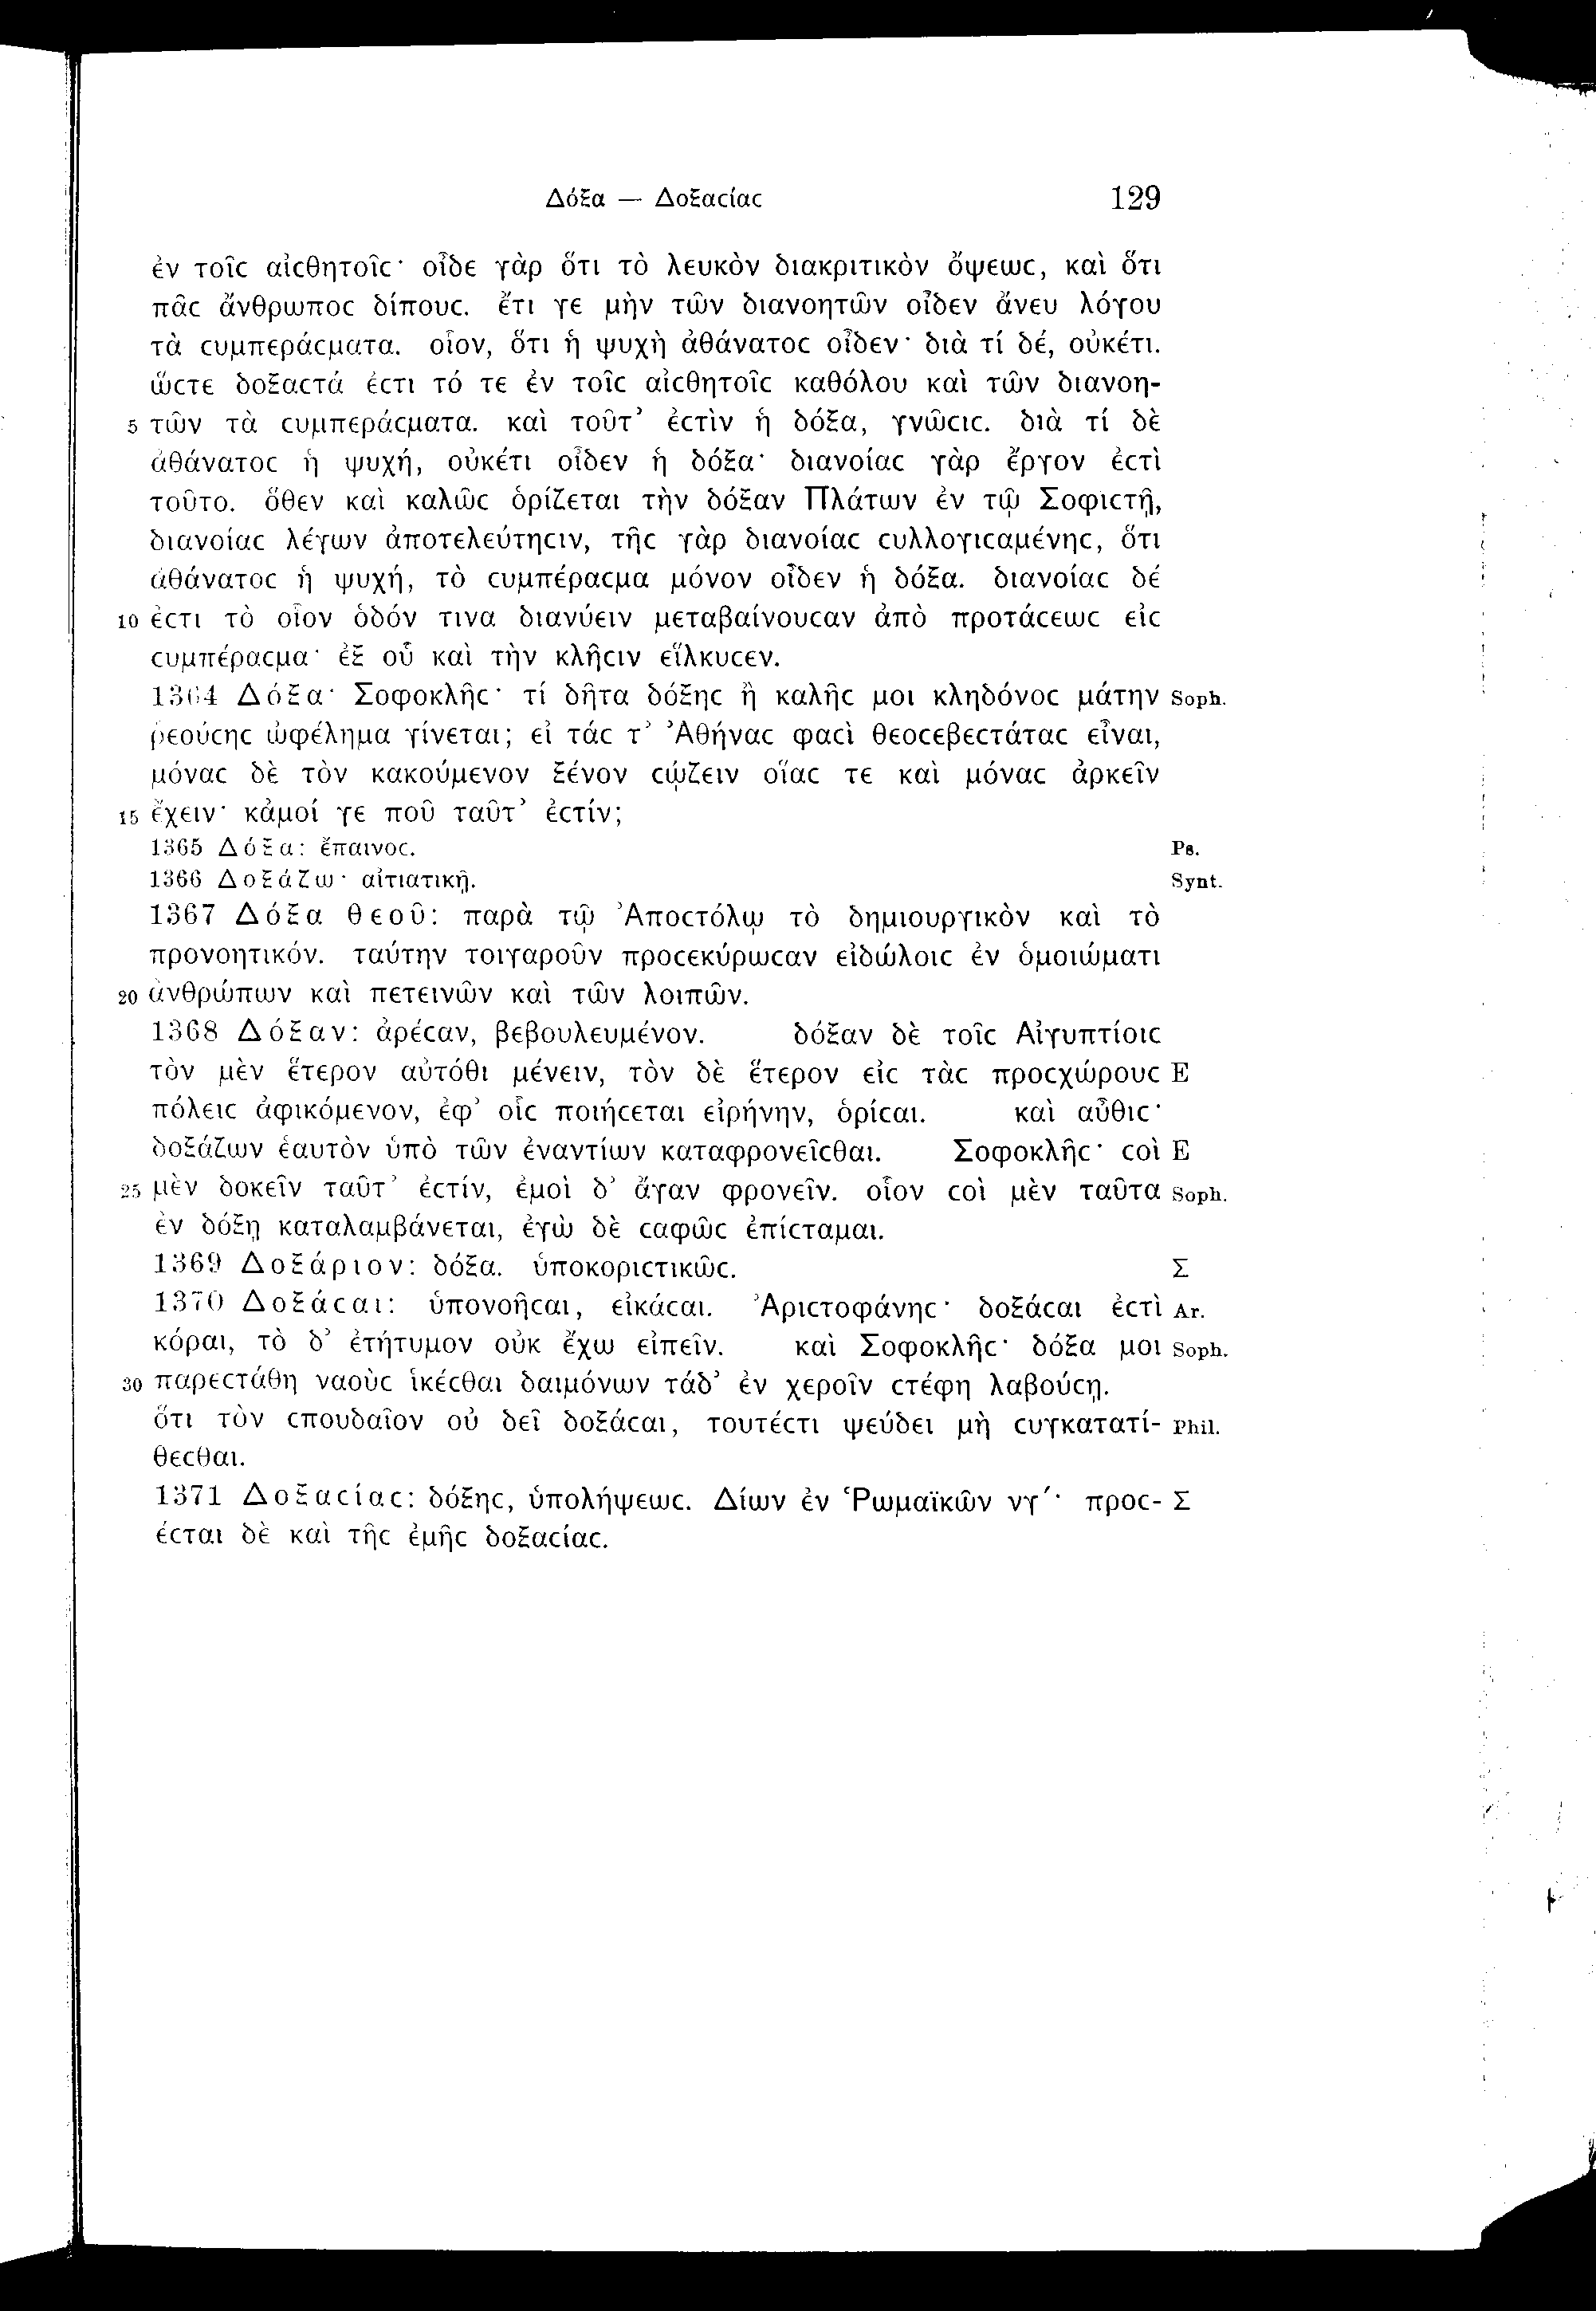 Δόξα — Δοξαϲίαϲ 129
ἐν τοῖϲ αἰϲθητοῖϲ· οἶδε γὰρ ὅτι τὸ λευκὸν διακριτικὸν ὄψεωϲ, καὶ ὅτι
πᾶϲ ἄνθρωποϲ δίπουϲ. ἔτι γε μὴν τῶν διανοητῶν οἶδεν ἄνευ λόγου
τὰ ϲυμπεράϲματα. οἷον, ὅτι ἡ ψυχὴ ἀθάνατοϲ οἶδεν· διὰ τί δέ, οὐκέτι.
ὥϲτε δοξαϲτά ἐϲτι τό τε ἐν τοῖϲ αἰϲθητοῖϲ καθόλου καὶ τῶν διανοη-
5 τῶν τὰ ϲυμπεράϲματα. καὶ τοῦτ’ ἐϲτὶν ἡ δόξα, γνῶϲιϲ. διὰ τί δὲ
ἀθάνατοϲ ἡ ψυχή, οὐκέτι οἶδεν ἡ δόξα· διανοίαϲ γὰρ ἔργον ἐϲτὶ
τοῦτο. ὅθεν καὶ καλῶϲ ὁρίζεται τὴν δόξαν Πλάτων ἐν τῷ Σοφιϲτῇ,
διανοίαϲ λέγων ἀποτελεύτηϲιν, τῆϲ γὰρ διανοίαϲ ϲυλλογιϲαμένηϲ, ὅτι
ἀθάνατοϲ ἡ ψυχή, τὸ ϲυμπέραϲμα μόνον οἶδεν ἡ δόξα. διανοίαϲ δέ
10 ἐϲτι τὸ οἷον ὁδόν τινα διανύειν μεταβαίνουϲαν ἀπὸ προτάϲεωϲ εἰϲ
ϲυμπέραϲμα· ἐξ οὗ καὶ τὴν κλῆϲιν εἵλκυϲεν.
1364 Δόξα· Σοφοκλῆϲ· τί δῆτα δόξηϲ ἢ καλῆϲ μοι κληδόνοϲ μάτην Soph.
ῥεούϲηϲ ὠφέλημα γίνεται; εἰ τάϲ τ’ Ἀθήναϲ φαϲὶ θεοϲεβεϲτάταϲ εἶναι,
μόναϲ δὲ τὸν κακούμενον ξένον ϲῴζειν οἵαϲ τε καὶ μόναϲ ἀρκεῖν
15 ἔχειν· κἀμοί γε ποῦ ταῦτ’ ἐϲτίν;
1365 Δόξα: ἔπαινοϲ. Ps.
1366 Δοξάζω· αἰτιατικῇ. Synt.
1367 Δόξα θεοῦ: παρὰ τῷ Ἀποϲτόλῳ τὸ δημιουργικὸν καὶ τὸ
προνοητικόν. ταύτην τοιγαροῦν προϲεκύρωϲαν εἰδώλοιϲ ἐν ὁμοιώματι
20 ἀνθρώπων καὶ πετεινῶν καὶ τῶν λοιπῶν.
1368 Δόξαν: ἀρέϲαν, βεβουλευμένον. δόξαν δὲ τοῖϲ Αἰγυπτίοιϲ
τὸν μὲν ἕτερον αὐτόθι μένειν, τὸν δὲ ἕτερον εἰϲ τὰϲ προϲχώρουϲ E
πόλειϲ ἀφικόμενον, ἐφ’ οἷϲ ποιήϲεται εἰρήνην, ὁρίϲαι. καὶ αὖθιϲ·
δοξάζων ἑαυτὸν ὑπὸ τῶν ἐναντίων καταφρονεῖϲθαι. Σοφοκλῆϲ· ϲοὶ E
25 μὲν δοκεῖν ταῦτ’ ἐϲτίν, ἐμοὶ δ’ ἄγαν φρονεῖν. οἷον ϲοὶ μὲν ταῦτα Soph.
ἐν δόξῃ καταλαμβάνεται, ἐγὼ δὲ ϲαφῶϲ ἐπίϲταμαι.
1369 Δοξάριον: δόξα. ὑποκοριϲτικῶϲ. Σ
1370 Δοξάϲαι: ὑπονοῆϲαι, εἰκάϲαι. Ἀριϲτοφάνηϲ· δοξάϲαι ἐϲτὶ Ar.
κόραι, τὸ δ’ ἐτήτυμον οὐκ ἔχω εἰπεῖν. καὶ Σοφοκλῆϲ· δόξα μοι Soph.
30 παρεϲτάθη ναοὺϲ ἱκέϲθαι δαιμόνων τάδ’ ἐν χεροῖν ϲτέφη λαβούϲῃ.
ὅτι τὸν ϲπουδαῖον οὐ δεῖ δοξάϲαι, τουτέϲτι ψεύδει μὴ ϲυγκατατί- Phil.
θεϲθαι.
1371 Δοξαϲίαϲ: δόξηϲ, ὑπολήψεωϲ. Δίων ἐν Ῥωμαϊκῶν νγʹ· προϲ- Σ
έϲται δὲ καὶ τῆϲ ἐμῆϲ δοξαϲίαϲ.